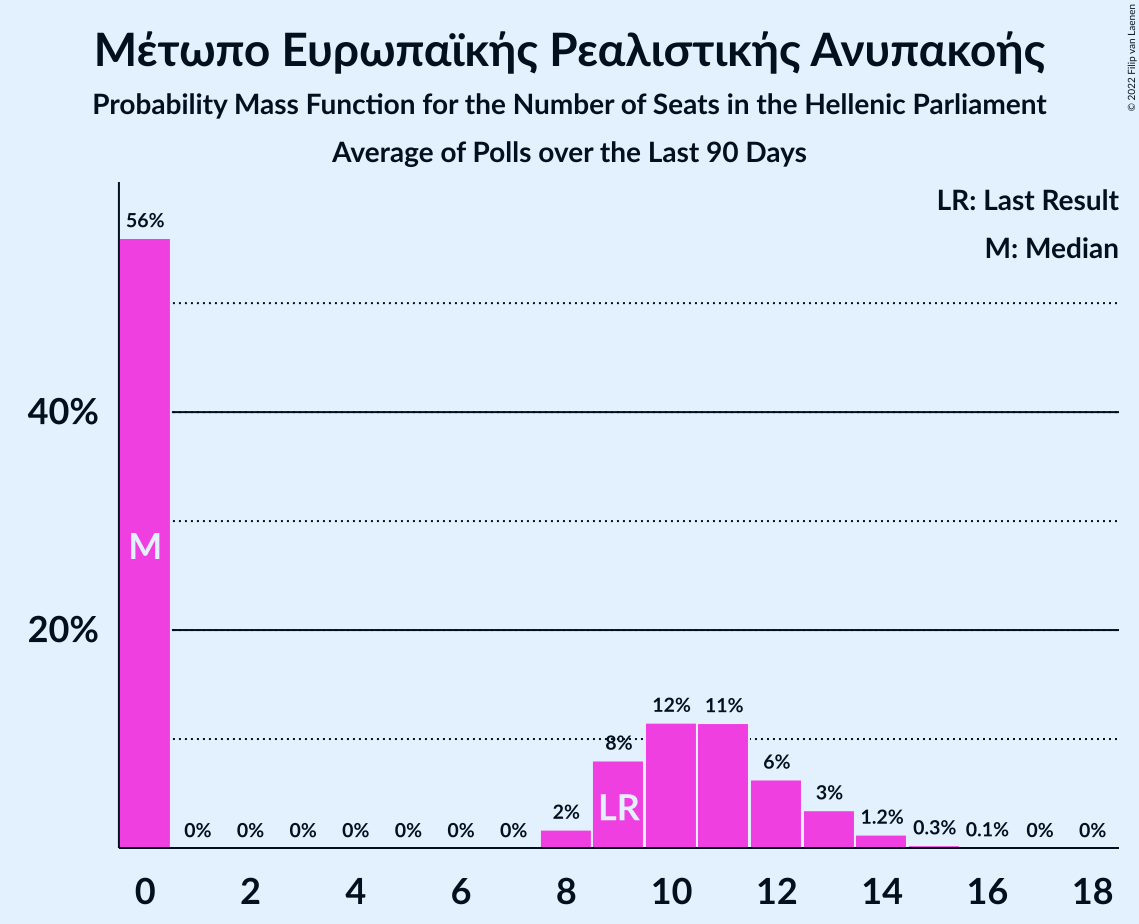 Μέτωπο Ευρωπαϊκής Ρεαλιστικής Ανυπακοής
Probability Mass Function for the Number of Seats in the Hellenic Parliament
Average of Polls over the Last 90 Days
© 2022 Filip van Laenen
LR: Last Result
M: Median
56%
40%
M
20%
12% 11%
8%
6%
3%
2%
LR
1.2%
0.3%
0.1%
0% 0% 0% 0% 0% 0% 0% 0% 0%
0 2 4 6 8 10 12 14 16 18